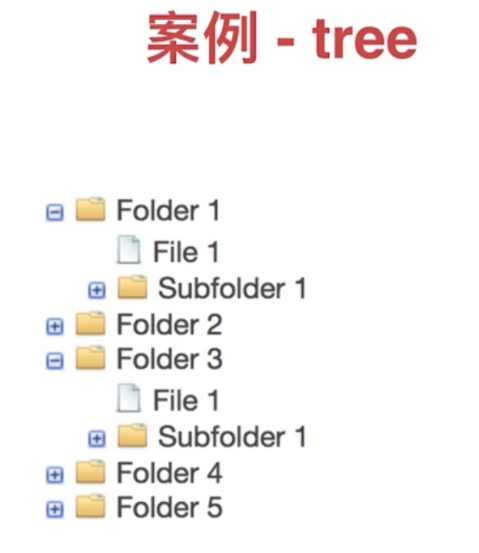 案例 - tree
Folder 1
File 1
Subfolder 1
Folder 2
Folder 3
File 1
Subfolder 1
Folder 4
Folder 5